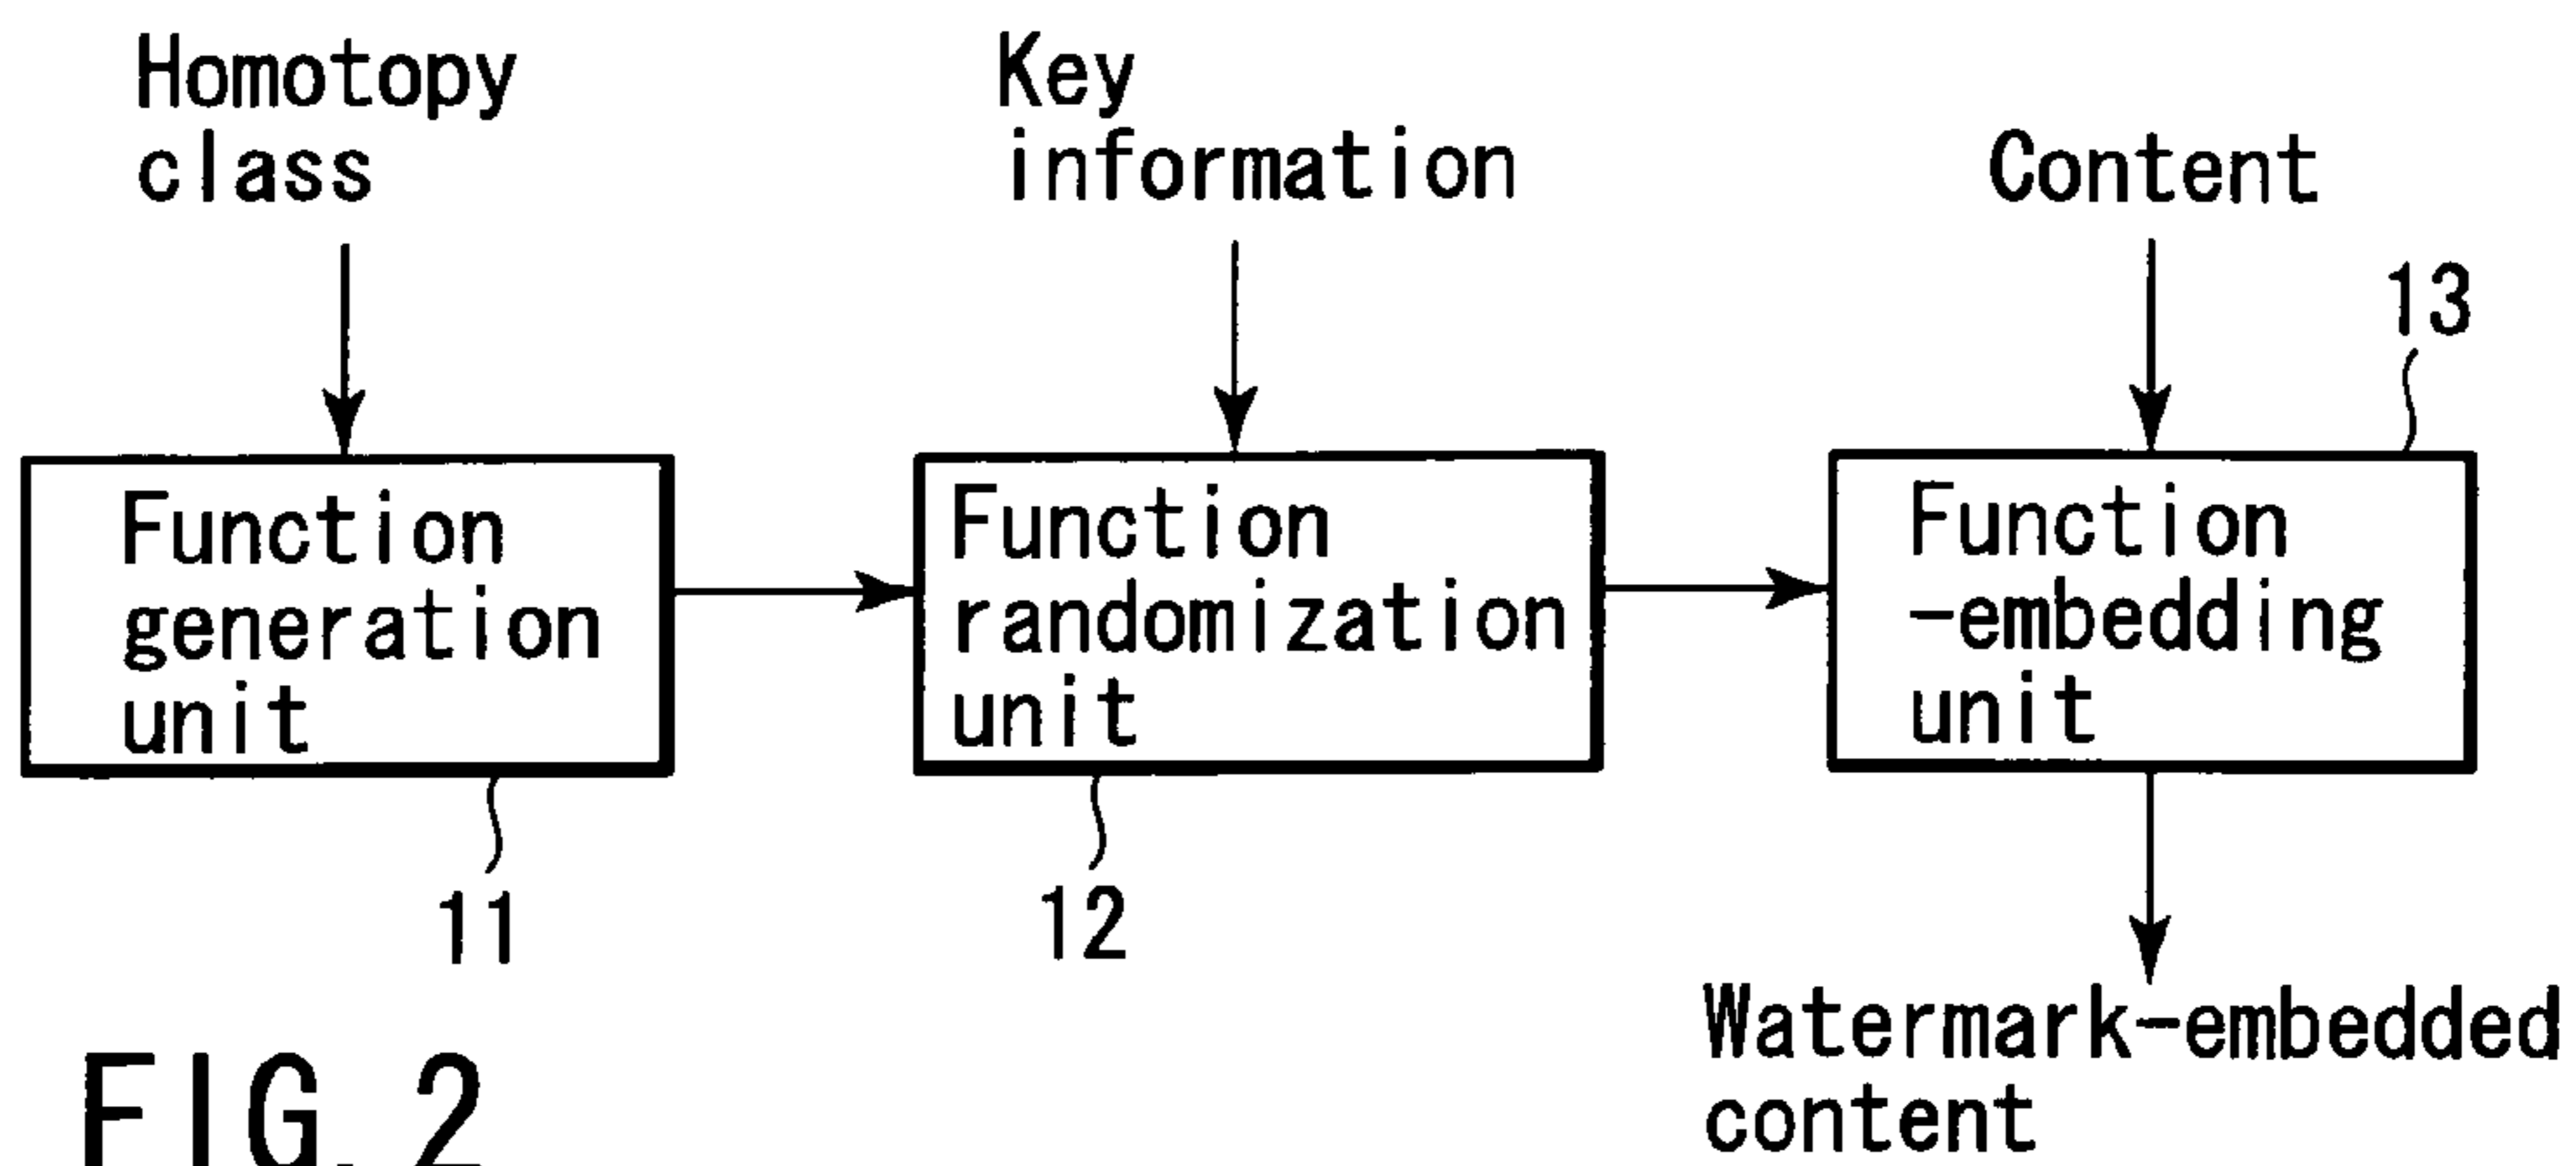 Homotopy
class
Key
information
Content
13
Function
generation
unit
Function
randomization
unit
Function
-embedding
unit
11
12
Watermark-embedded
content
FIG. 2